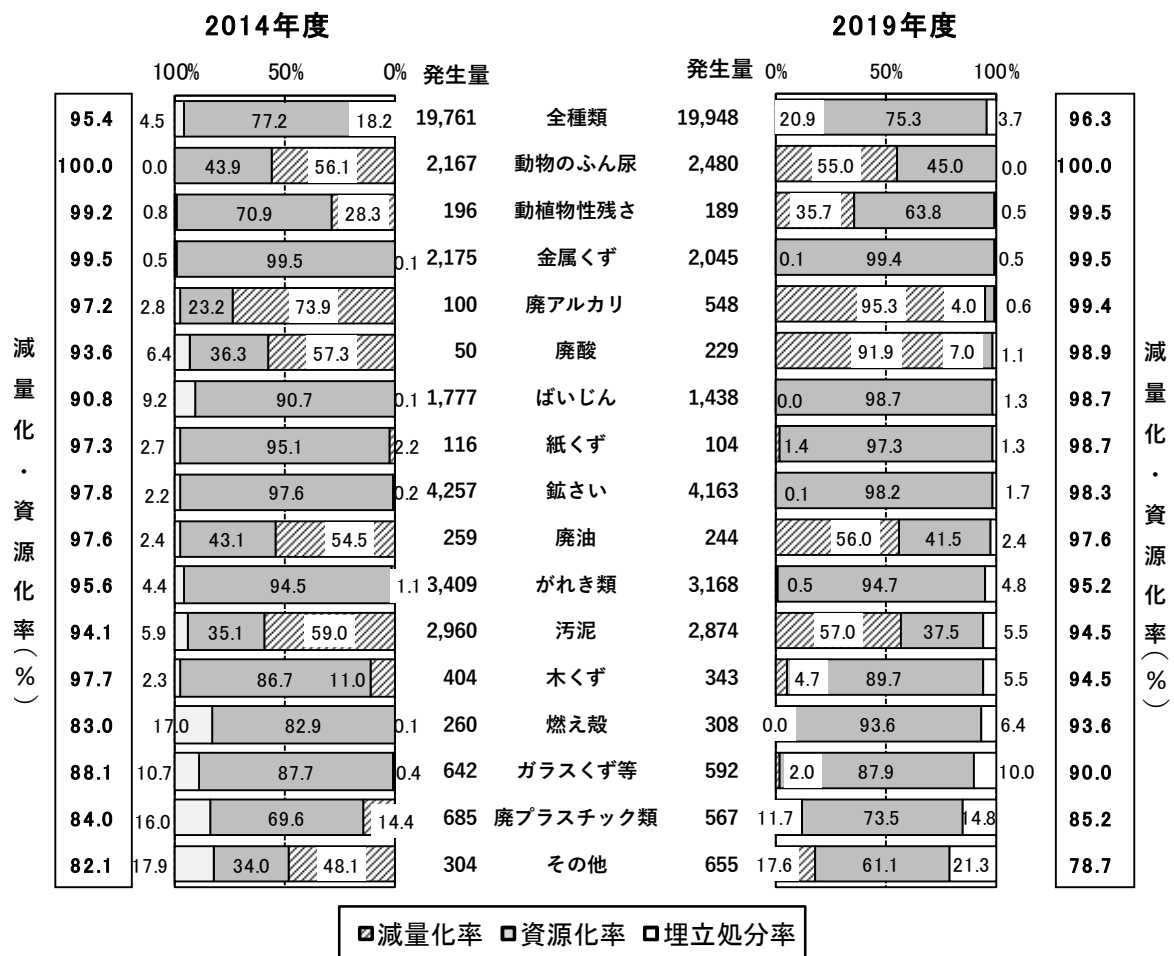 2014年度 2019年度
100% 50% 0% 発生量 発生量 0% 50% 100%
95.4 4.5 77.2 18.2 19,761 全種類 19,948 20.9 75.3 3.7 96.3
100.0 0.0 43.9 56.1 2,167 動物のふん尿 2,480 55.0 45.0 0.0 100.0
99.2 0.8 70.9 28.3 196 動植物性残さ 189 35.7 63.8 0.5 99.5
99.5 0.5 99.5 0.1 2,175 金属くず 2,045 0.1 99.4 0.5 99.5
97.2 2.8 23.2 73.9 100 廃アルカリ 548 95.3 4.0 0.6 99.4
93.6 6.4 36.3 57.3 50 廃酸 229 91.9 7.0 1.1 98.9
90.8 9.2 90.7 0.1 1,777 ばいじん 1,438 0.0 98.7 1.3 98.7
97.3 2.7 95.1 2.2 116 紙くず 104 1.4 97.3 1.3 98.7
97.8 2.2 97.6 0.2 4,257 鉱さい 4,163 0.1 98.2 1.7 98.3
97.6 2.4 43.1 54.5 259 廃油 244 56.0 41.5 2.4 97.6
95.6 4.4 94.5 1.1 3,409 がれき類 3,168 0.5 94.7 4.8 95.2
94.1 5.9 35.1 59.0 2,960 汚泥 2,874 57.0 37.5 5.5 94.5
97.7 2.3 86.7 11.0 404 木くず 343 4.7 89.7 5.5 94.5
83.0 17.0 82.9 0.1 260 燃え殻 308 0.0 93.6 6.4 93.6
88.1 10.7 87.7 0.4 642 ガラスくず等 592 2.0 87.9 10.0 90.0
84.0 16.0 69.6 14.4 685 廃プラスチック類 567 11.7 73.5 14.8 85.2
82.1 17.9 34.0 48.1 304 その他 655 17.6 61.1 21.3 78.7
減量化・資源化率(%)
減量化・資源化率(%)
減量化率 資源化率 埋立処分率